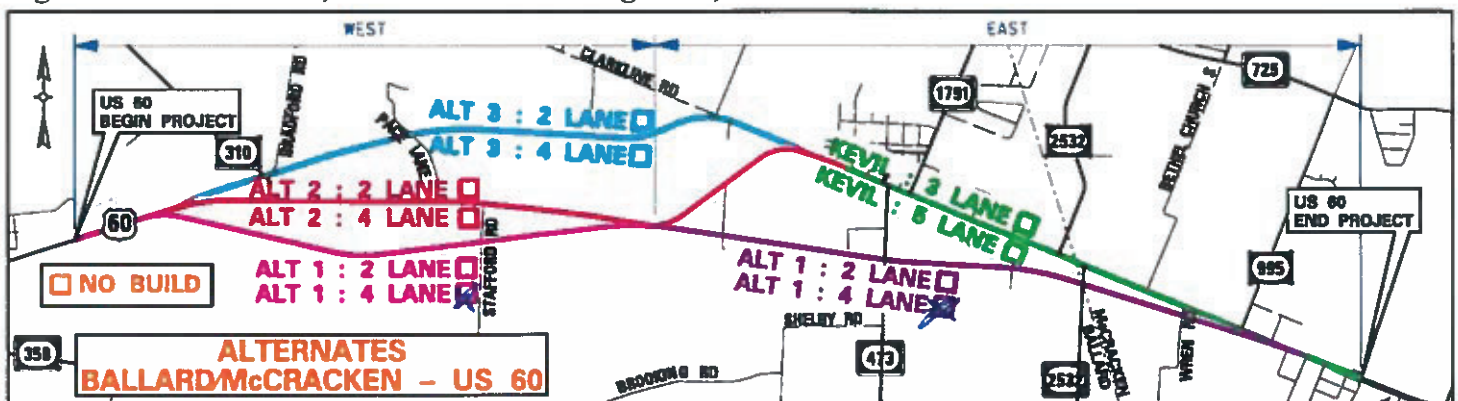 WEST
EAST
CLARKLINE RD
725
US 60
BEGIN PROJECT
BRADFORD RD
PACE LANE
ALT 3 : 2 LANE
ALT 3 : 4 LANE
1791
2532
BETHEL CHURCH
310
KEVIL : 3 LANE
KEVIL : 5 LANE
ALT 2 : 2 LANE
ALT 2 : 4 LANE
US 60
END PROJECT
60
STAFFORD RD
ALT 1 : 2 LANE
ALT 1 : 4 LANE
NO BUILD
ALT 1 : 2 LANE
ALT 1 : 4 LANE
995
SHELBY RD
McCRACKEN
BALLARD
WREN RD
358
ALTERNATES
BALLARD/McCRACKEN - US 60
473
2532
BROOKING RD